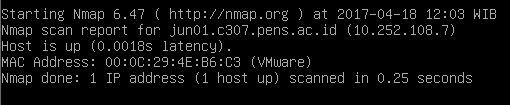 Starting Nmap 6.47 ( http://nmap.org ) at 2017-04-18 12:03 WIB
Nmap scan report for jun01.c307.pens.ac.id (10.252.108.7)
Host is up (0.0018s latency).
MAC Address: 00:0C:29:4E:B6:C3 (VMware)
Nmap done: 1 IP address (1 host up) scanned in 0.25 seconds